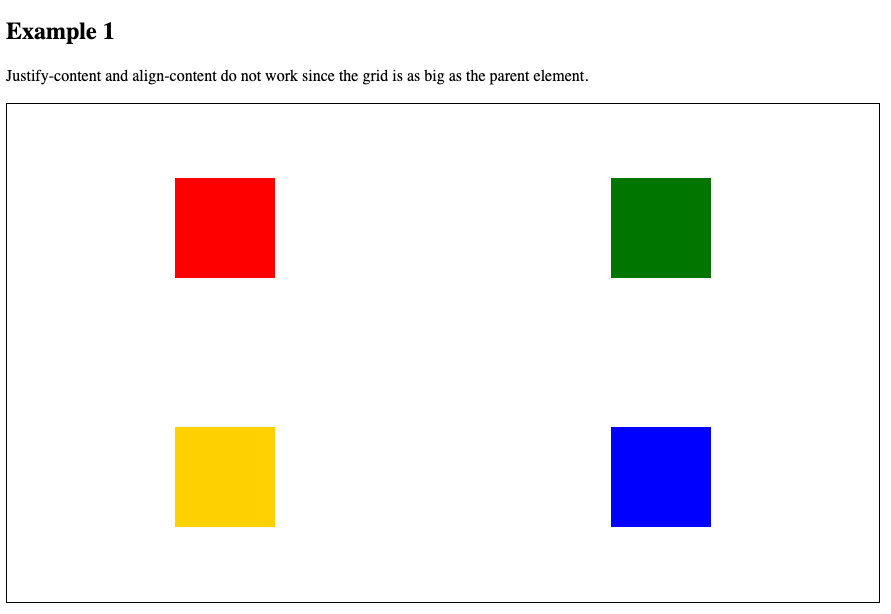 Example 1
Justify-content and align-content do not work since the grid is as big as the parent element.